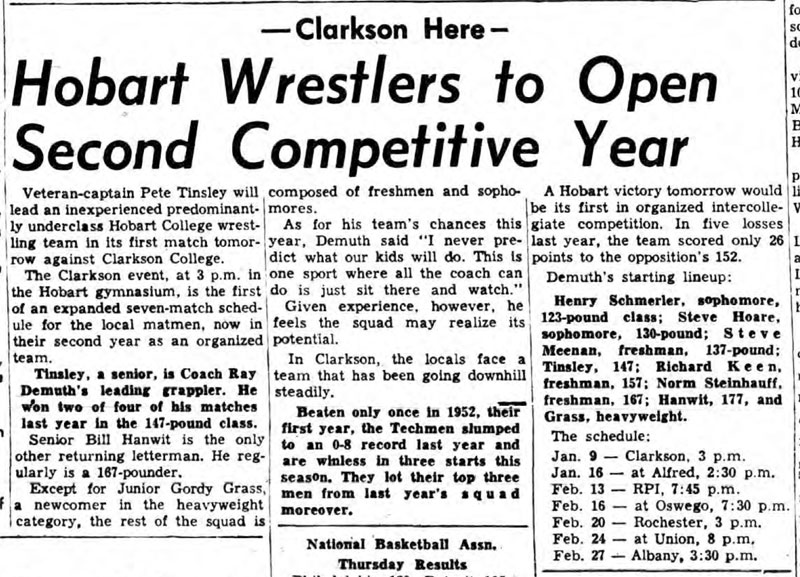 —Clarkson Here—
Hobart Wrestlers to Open
Second Competitive Year
Veteran-captain Pete Tinsley will
lead an inexperienced predominant-
ly underclass Hobart College wrest-
ling team in its first match tomor-
row against Clarkson College.
The Clarkson event, at 3 p.m. in
the Hobart gymnasium, is the first
of an expanded seven-match sched-
ule for the local matmen, now in
their second year as an organized
team.
Tinsley, a senior, is Coach Ray
Demuth's leading grappler. He
won two of four of his matches
last year in the 147-pound class.
Senior Bill Hanwit is the only
other returning letterman. He reg-
ularly is a 167-pounder.
Except for Junior Gordy Grass,
a newcomer in the heavyweight
category, the rest of the squad is
composed of freshmen and sopho-
mores.
As for his team's chances this
year, Demuth said "I never pre-
dict what our kids will do. This is
one sport where all the coach can
do is just sit there and watch."
Given experience, however, he
feels the squad may realize its
potential.
In Clarkson, the locals face a
team that has been going downhill
steadily.
Beaten only once in 1952, their
first year, the Techmen slumped
to an 0-8 record last year and
are winless in three starts this
season. They lot their top three
men from last year's squad
moreover.
National Basketball Assn.
Thursday Results
A Hobart victory tomorrow would
be its first in organized intercolle-
giate competition. In five losses
last year, the team scored only 26
points to the opposition's 152.
Demuth's starting lineup:
Henry Schmerler, sophomore,
123-pound class; Steve Hoare,
sophomore, 130-pound; Steve
Meenan, freshman, 137-pound;
Tinsley, 147; Richard Keen,
freshman, 157; Norm Steinhauff,
freshman, 167; Hanwit, 177, and
Grass, heavyweight.
The schedule:
Jan. 9 — Clarkson, 3 p.m.
Jan. 16 — at Alfred, 2:30 p.m.
Feb. 13 — RPI, 7:45 p.m.
Feb. 16 — at Oswego, 7:30 p.m.
Feb. 20 — Rochester, 3 p.m.
Feb. 24 — at Union, 8 p.m.
Feb. 27 — Albany, 3:30 p.m.